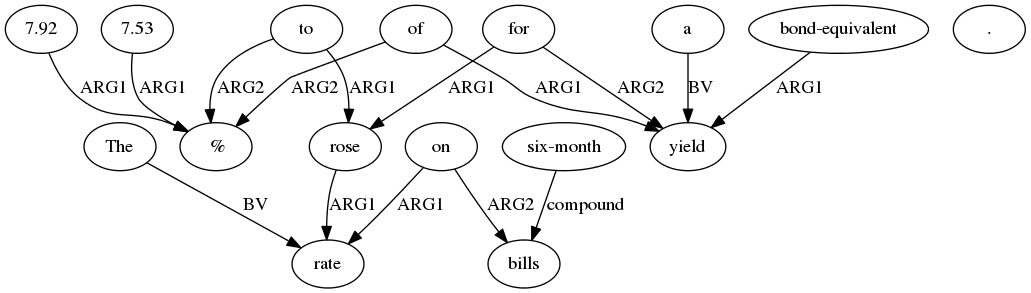 7.92 7.53 to of for a bond-equivalent .
ARG1 ARG1 ARG2 ARG2 ARG1 ARG1 ARG1 ARG2 BV ARG1
The % rose on six-month yield
BV ARG1 ARG1 ARG2 compound
rate bills